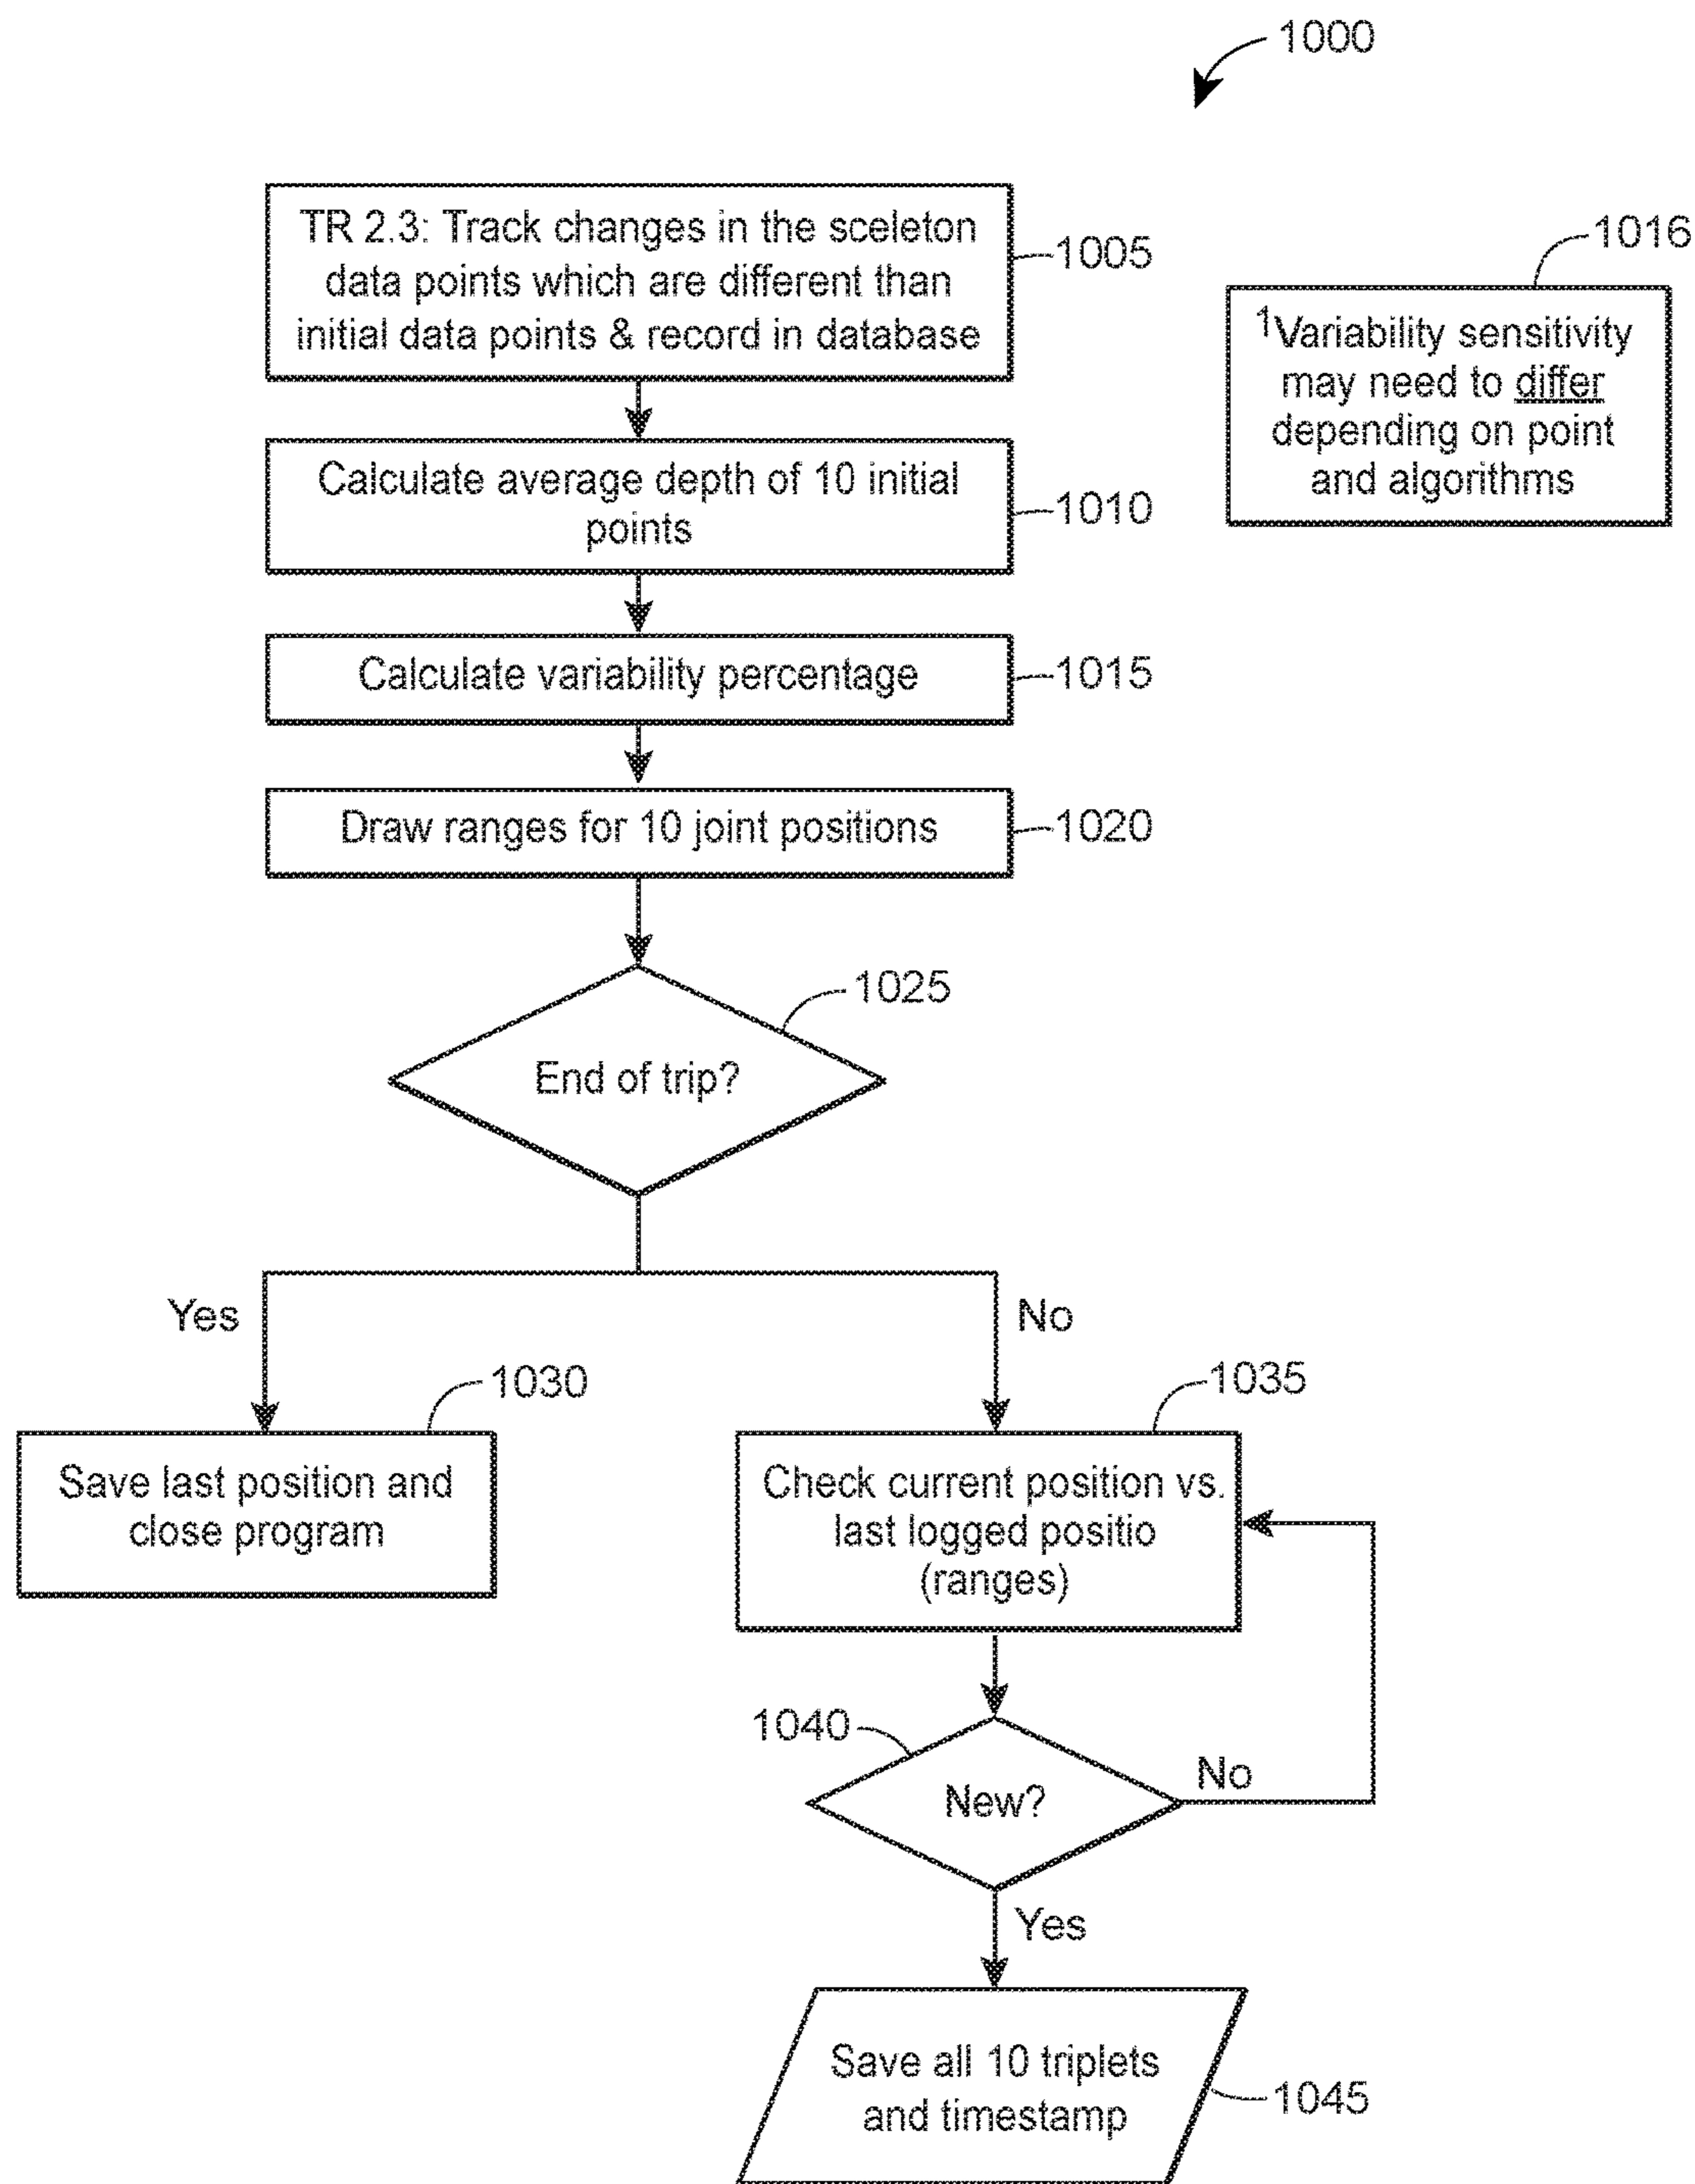 1000
TR 2.3: Track changes in the sceleton
data points which are different than
initial data points & record in database
1005
1016
1Variability sensitivity
may need to differ
depending on point
and algorithms
Calculate average depth of 10 initial
points
1010
Calculate variability percentage
1015
Draw ranges for 10 joint positions
1020
1025
End of trip?
Yes
No
1030
1035
Save last position and
close program
Check current position vs.
last logged positio
(ranges)
1040
New?
No
Yes
Save all 10 triplets
and timestamp
1045